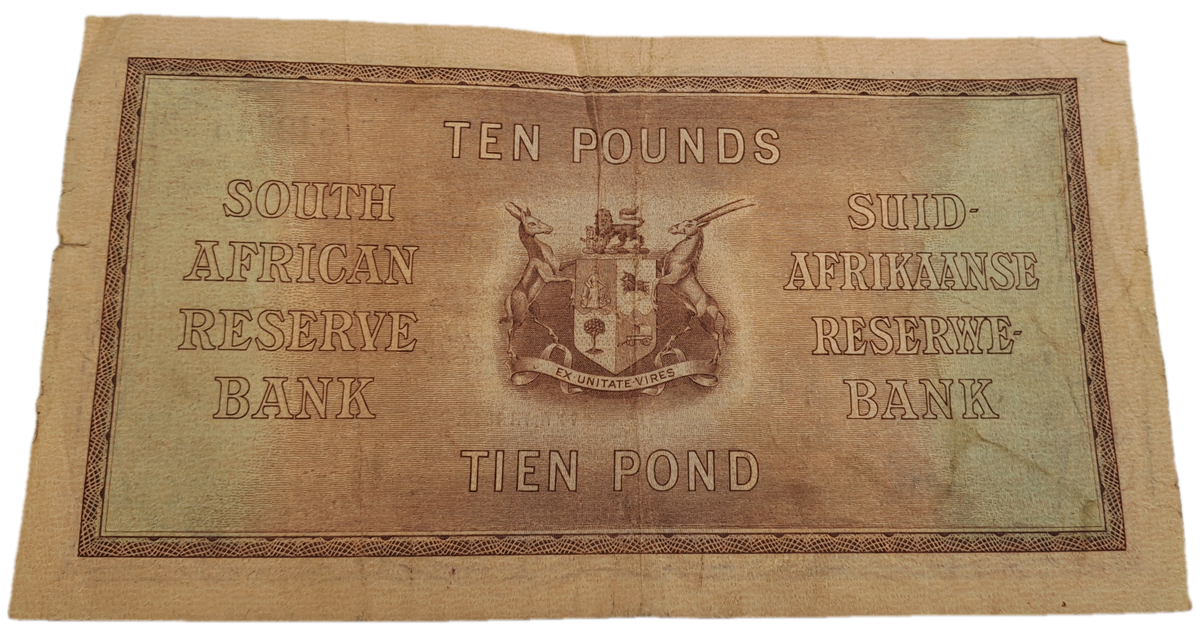 TEN POUNDS
SOUTH
AFRICAN
RESERVE
BANK
EX·UNITATE·VIRES
SUID-
AFRIKAANSE
RESERWE-
BANK
TIEN POND